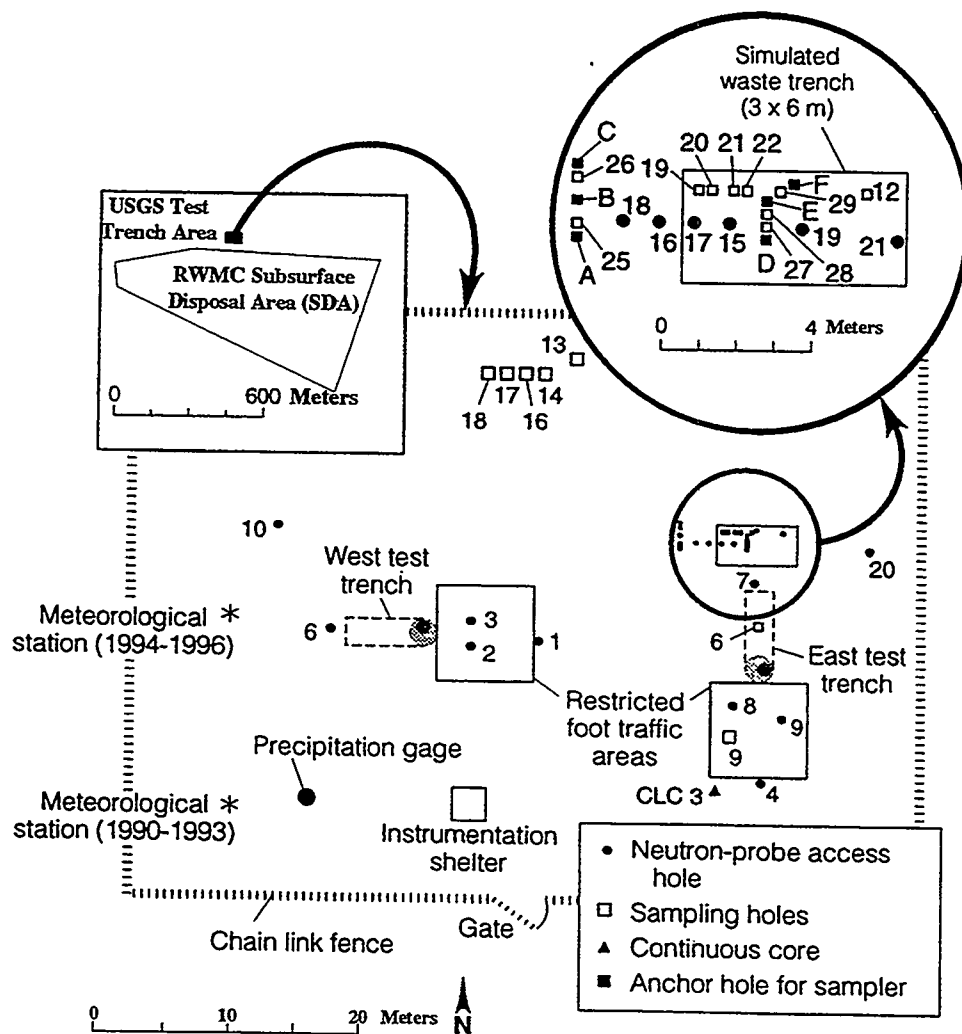 Simulated
waste trench
(3 x 6 m)
C
20 21 22
26
19
F
12
B
18
E
29
16
17
15
19
21
A
25
D
27
28
0 4 Meters
USGS Test
Trench Area
RWMC Subsurface
Disposal Area (SDA)
0 600 Meters
13
18 17 16 14
10
20
7
West test
trench
Meteorological *
station (1994-1996)
6
3
2
1
6
East test
trench
Restricted
foot traffic
areas
8
9
9
Precipitation gage
CLC 3
4
Meteorological *
station (1990-1993)
Instrumentation
shelter
Neutron-probe access
hole
Sampling holes
Continuous core
Anchor hole for sampler
Gate
Chain link fence
0 10 20 Meters
N